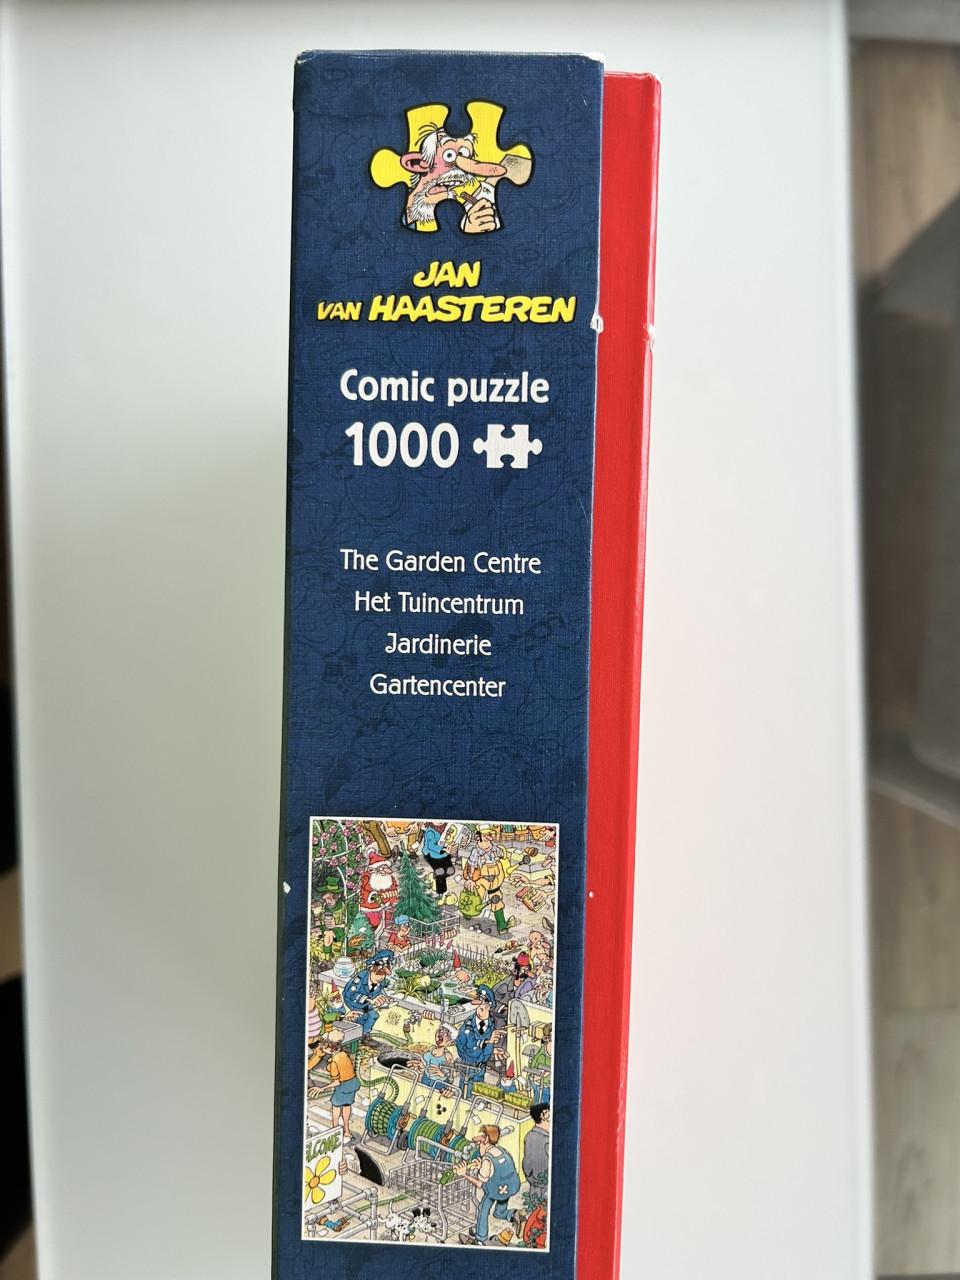 JAN
VAN HAASTEREN
Comic puzzle
1000
The Garden Centre
Het Tuincentrum
Jardinerie
Gartencenter